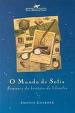 O Mundo de Sofia
Romance da história da filosofia
Jostein Gaarder